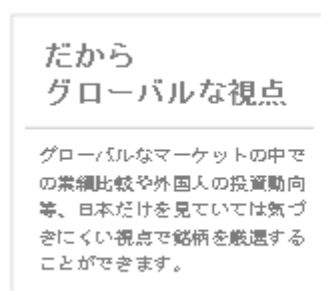 だから
グローバルな視点
グローバルなマーケットの中で
の業績比較や外国人の投資動向
等、日本だけを見ていては気づ
きにくい視点で銘柄を厳選する
ことができます。